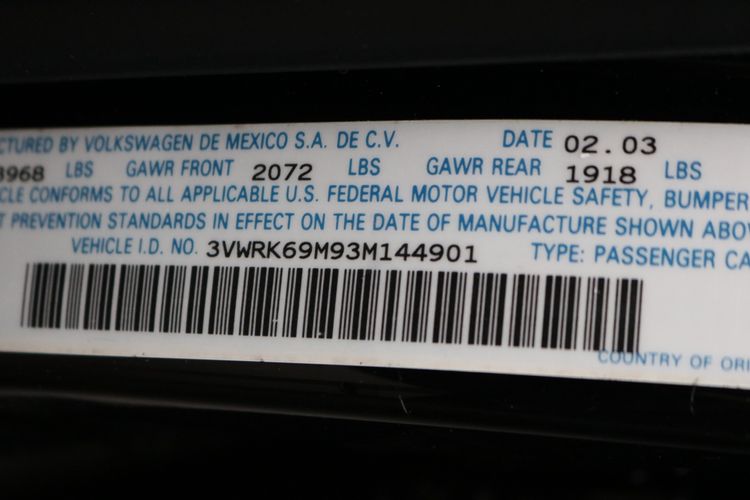 CTURED BY VOLKSWAGEN DE MEXICO S.A. DE C.V. DATE 02.03
3968 LBS GAWR FRONT 2072 LBS GAWR REAR 1918 LBS
CLE CONFORMS TO ALL APPLICABLE U.S. FEDERAL MOTOR VEHICLE SAFETY, BUMPER
T PREVENTION STANDARDS IN EFFECT ON THE DATE OF MANUFACTURE SHOWN ABOV
VEHICLE I.D. NO. 3VWRK69M93M144901 TYPE: PASSENGER CA
COUNTRY OF ORI